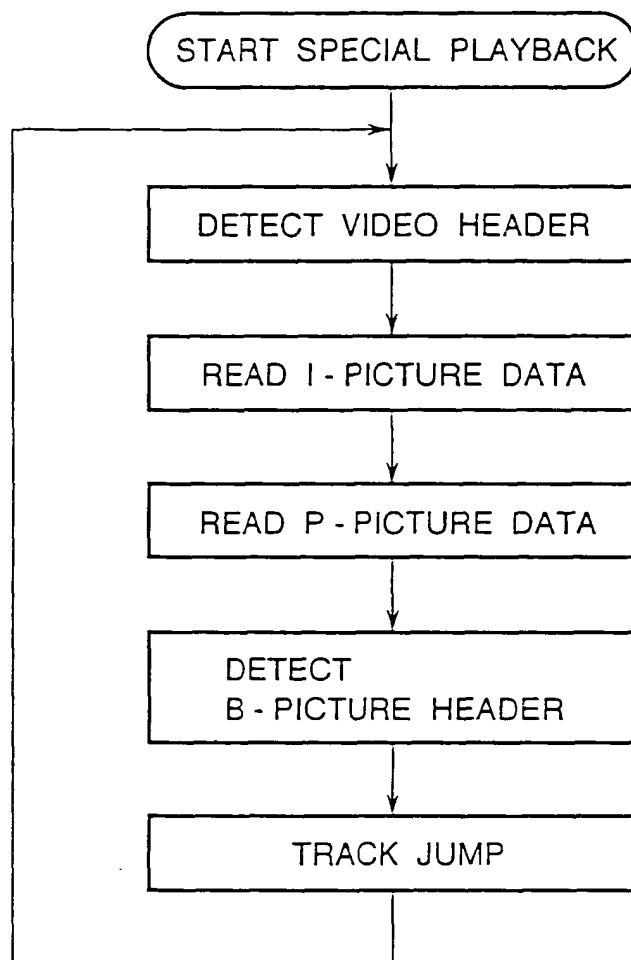 START SPECIAL PLAYBACK
DETECT VIDEO HEADER
READ I - PICTURE DATA
READ P - PICTURE DATA
DETECT
B - PICTURE HEADER
TRACK JUMP